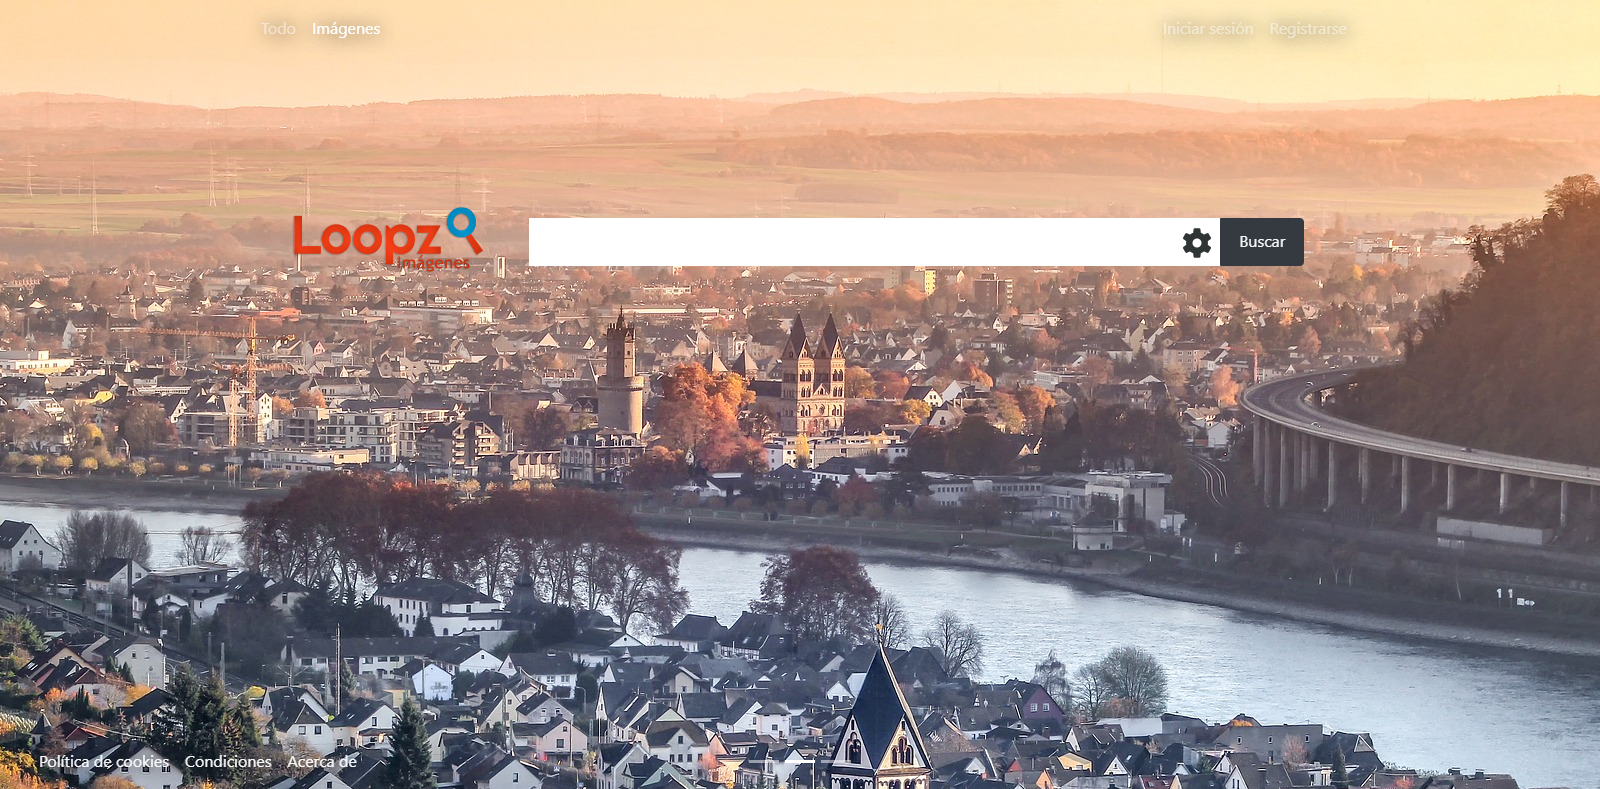 Todo Imágenes
Iniciar sesión Registrarse
Loopz
imágenes
Buscar
Política de cookies Condiciones Acerca de